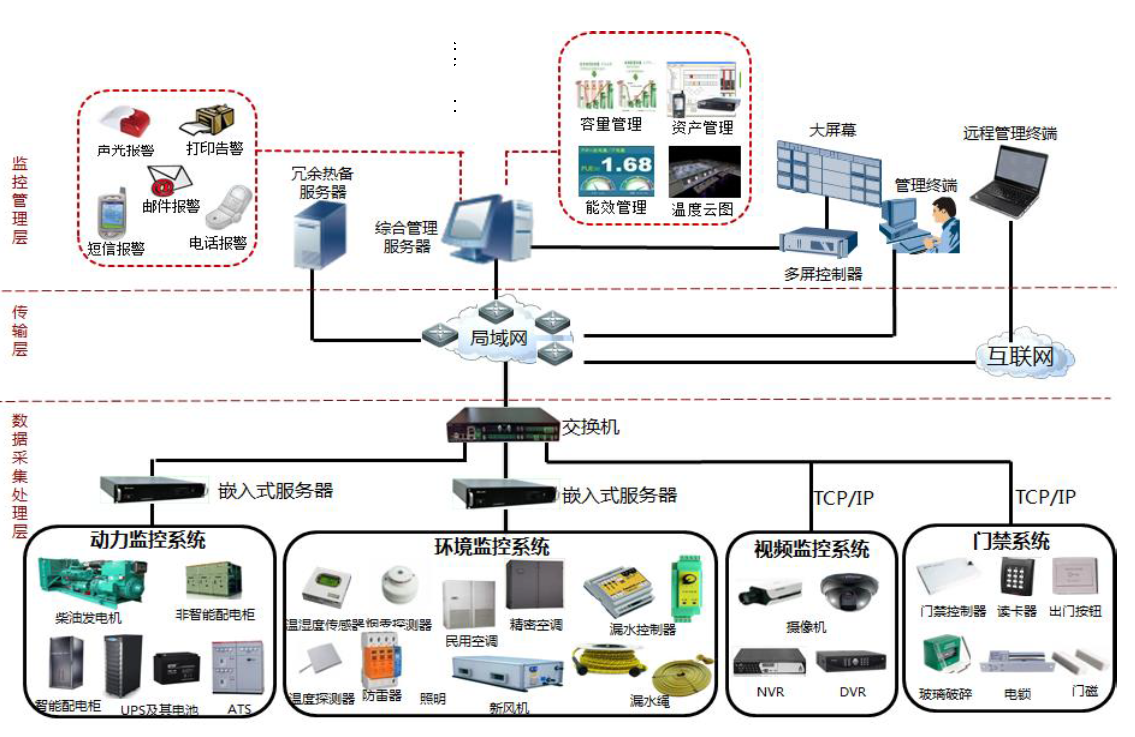 监控管理层
声光报警
打印告警
邮件报警
短信报警
电话报警
冗余热备
服务器
综合管理
服务器
容量管理
资产管理
1.68
能效管理
温度云图
大屏幕
多屏控制器
管理终端
远程管理终端
传输层
局域网
互联网
数据采集处理层
交换机
嵌入式服务器
嵌入式服务器
TCP/IP
TCP/IP
动力监控系统
柴油发电机
非智能配电柜
智能配电柜
UPS及其电池
ATS
环境监控系统
温湿度传感器
烟雾探测器
民用空调
精密空调
漏水控制器
温度探测器
防雷器
照明
新风机
漏水绳
视频监控系统
摄像机
NVR
DVR
门禁系统
门禁控制器
读卡器
出门按钮
玻璃破碎
电锁
门磁